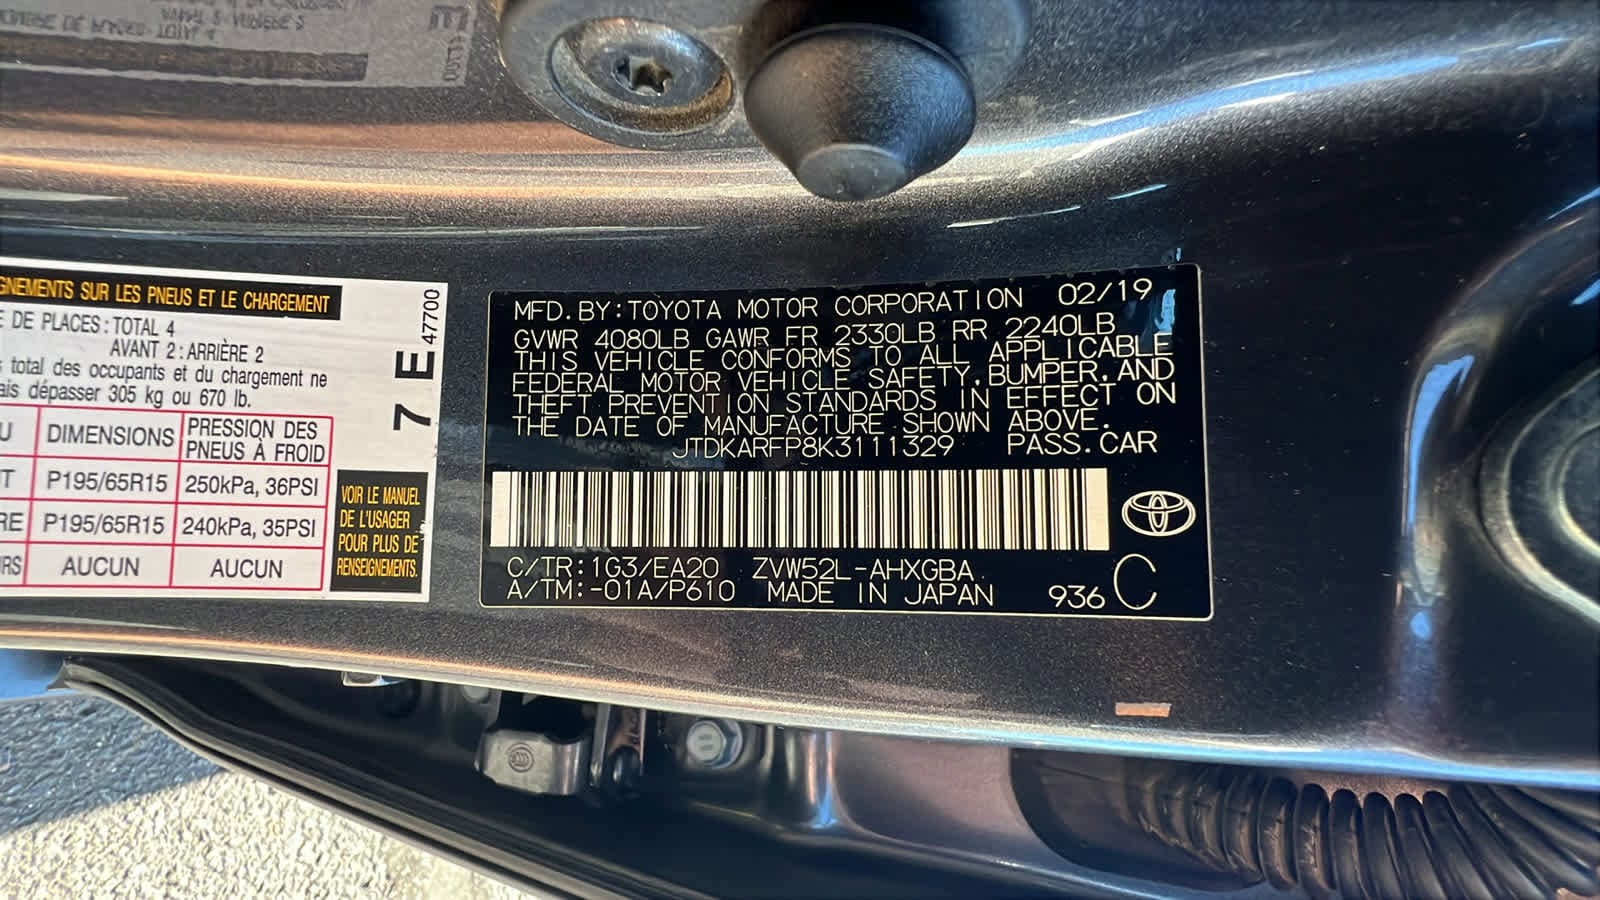 GNEMENTS SUR LES PNEUS ET LE CHARGEMENT
E DE PLACES : TOTAL 4
AVANT 2 : ARRIÈRE 2
total des occupants et du chargement ne
ais dépasser 305 kg ou 670 lb.
U DIMENSIONS PRESSION DES PNEUS À FROID
T P195/65R15 250kPa, 36PSI
RE P195/65R15 240kPa, 35PSI
RS AUCUN AUCUN
7 E 47700
VOIR LE MANUEL
DE L'USAGER
POUR PLUS DE
RENSEIGNEMENTS.
MFD. BY: TOYOTA MOTOR CORPORATION 02/19
GVWR 4080LB GAWR FR 2330LB RR 2240LB
THIS VEHICLE CONFORMS TO ALL APPLICABLE
FEDERAL MOTOR VEHICLE SAFETY, BUMPER, AND
THEFT PREVENTION STANDARDS IN EFFECT ON
THE DATE OF MANUFACTURE SHOWN ABOVE.
JTDKARFP8K3111329 PASS. CAR
C/TR: 1G3/EA20 ZVW52L-AHXGBA
A/TM: -01A/P610 MADE IN JAPAN 936 C